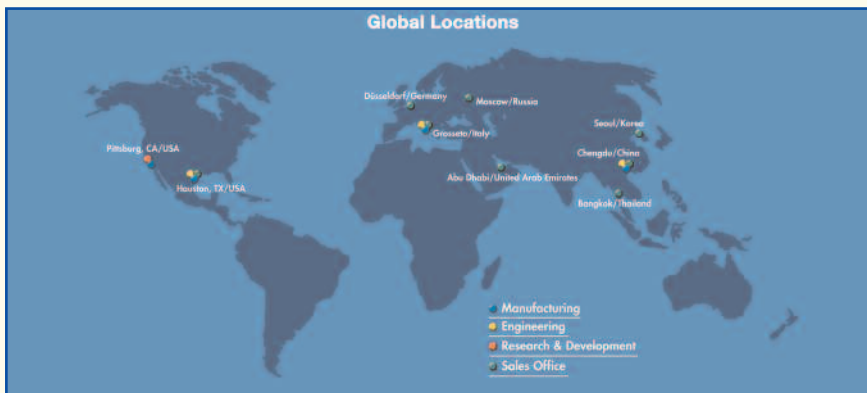 Global Locations
Düsseldorf/Germany
Moscow/Russia
Seoul/Korea
Grosseto/Italy
Pittsburg, CA/USA
Chengdu/China
Abu Dhabi/United Arab Emirates
Houston, TX/USA
Bangkok/Thailand
Manufacturing
Engineering
Research & Development
Sales Office